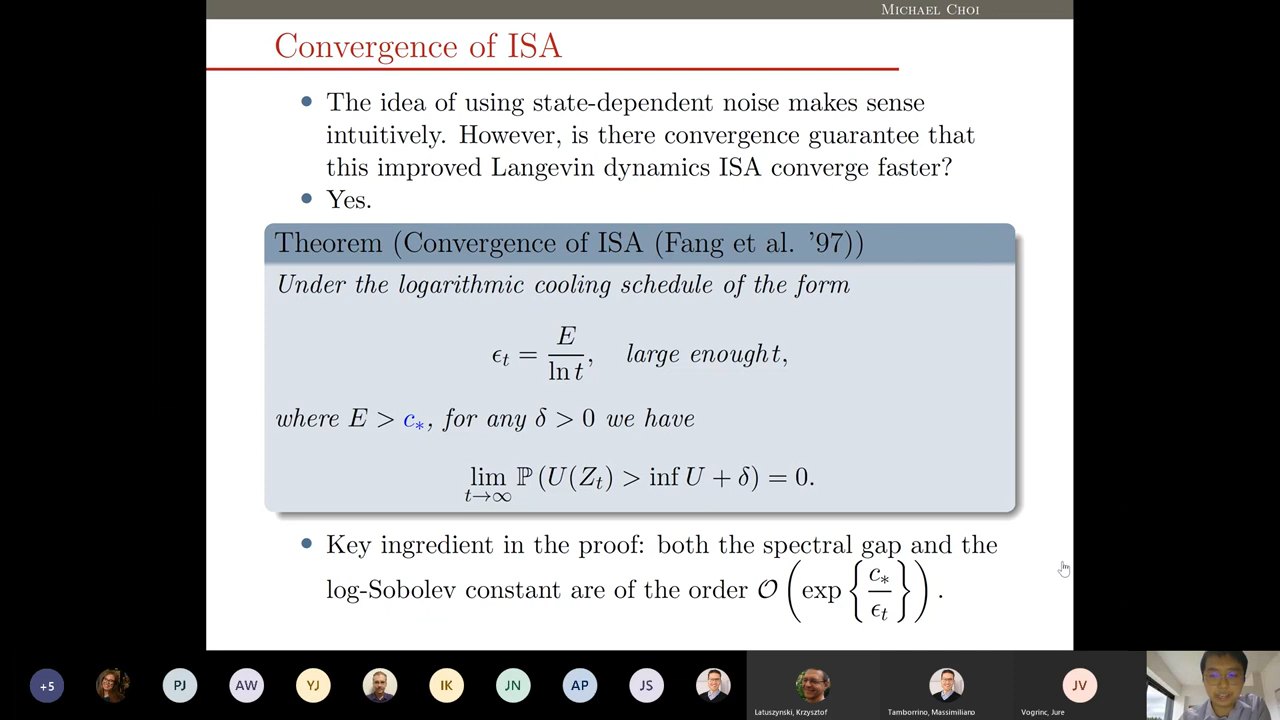 MICHAEL CHOI
Convergence of ISA
• The idea of using state-dependent noise makes sense
intuitively. However, is there convergence guarantee that
this improved Langevin dynamics ISA converge faster?
• Yes.
Theorem (Convergence of ISA (Fang et al. '97))
Under the logarithmic cooling schedule of the form
ϵ_t = E / ln t, large enought,
where E > c_*, for any δ > 0 we have
lim_{t→∞} ℙ (U(Z_t) > inf U + δ) = 0.
• Key ingredient in the proof: both the spectral gap and the
log-Sobolev constant are of the order 𝒪(exp{c_*/ϵ_t}).
+5
PJ
AW
YJ
IK
JN
AP
JS
JV
Latuszynski, Krzysztof
Tamborrino, Massimiliano
Vogrinc, Jure